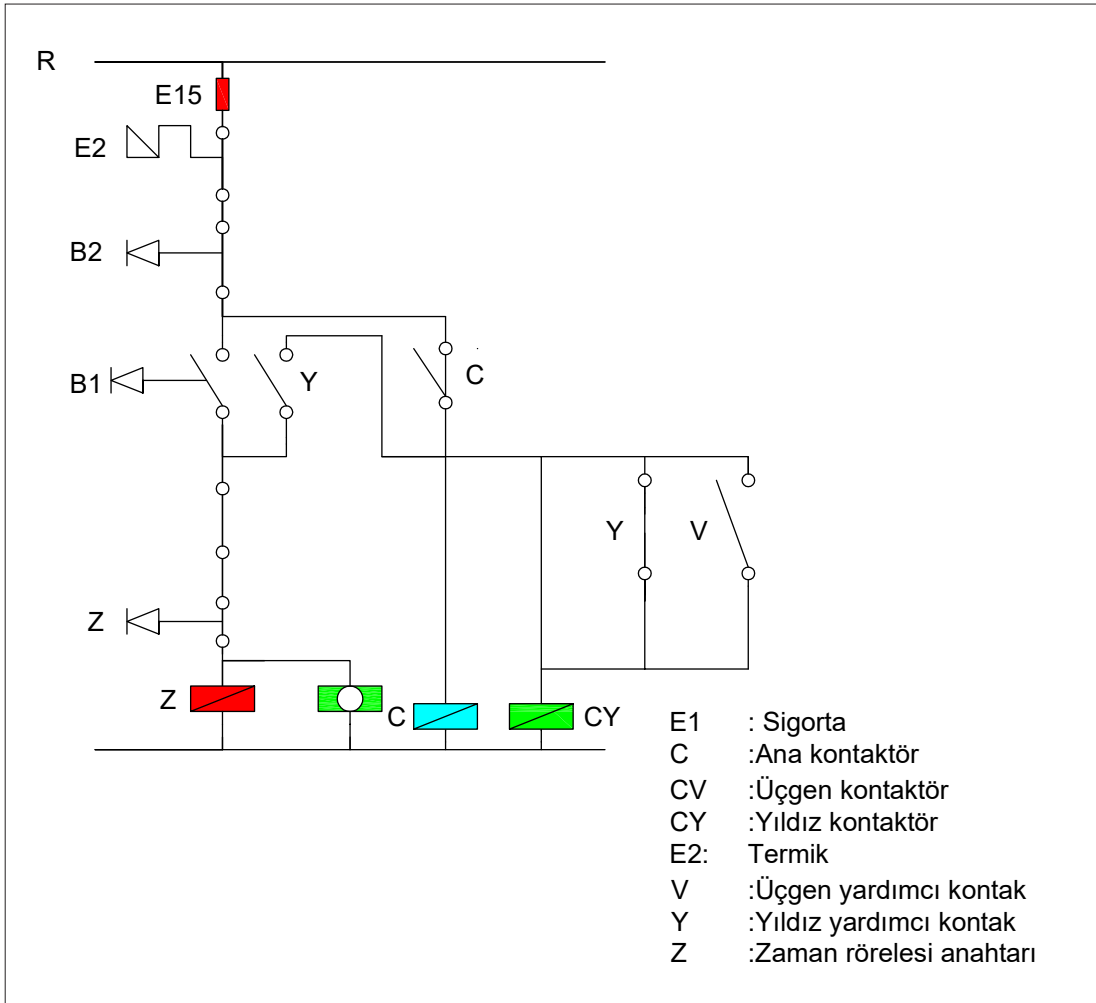 R
E15
E2
B2
B1
Y
C
Y
V
Z
Z
C
CY
E1 : Sigorta
C :Ana kontaktör
CV :Üçgen kontaktör
CY :Yıldız kontaktör
E2: Termik
V :Üçgen yardımcı kontak
Y :Yıldız yardımcı kontak
Z :Zaman rörelesi anahtarı